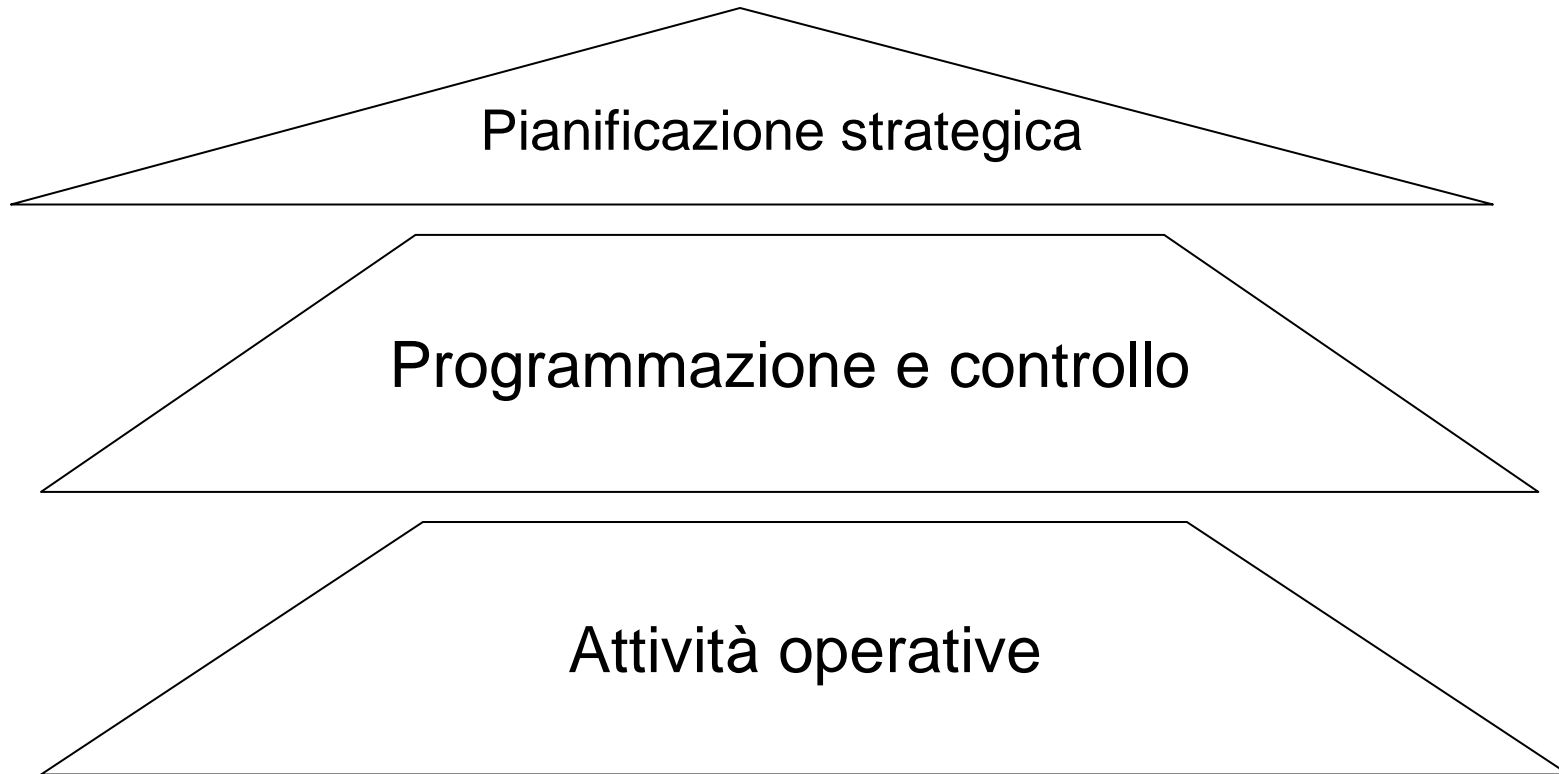 Pianificazione strategica
Programmazione e controllo
Attività operative